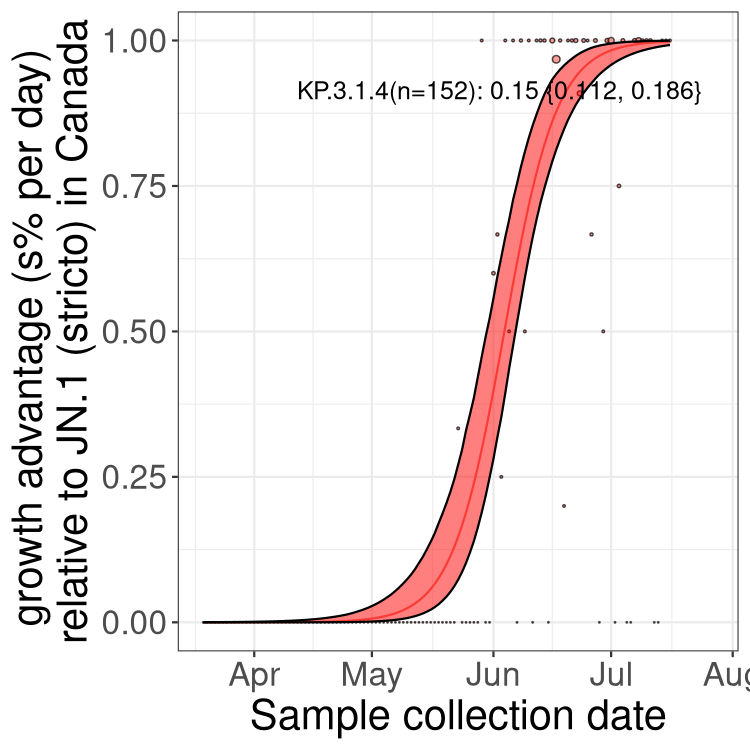 growth advantage (s% per day)
relative to JN.1 (stricto) in Canada
1.00
0.75
0.50
0.25
0.00
KP.3.1.4(n=152): 0.15 {0.112, 0.186}
Apr May Jun Jul Aug
Sample collection date